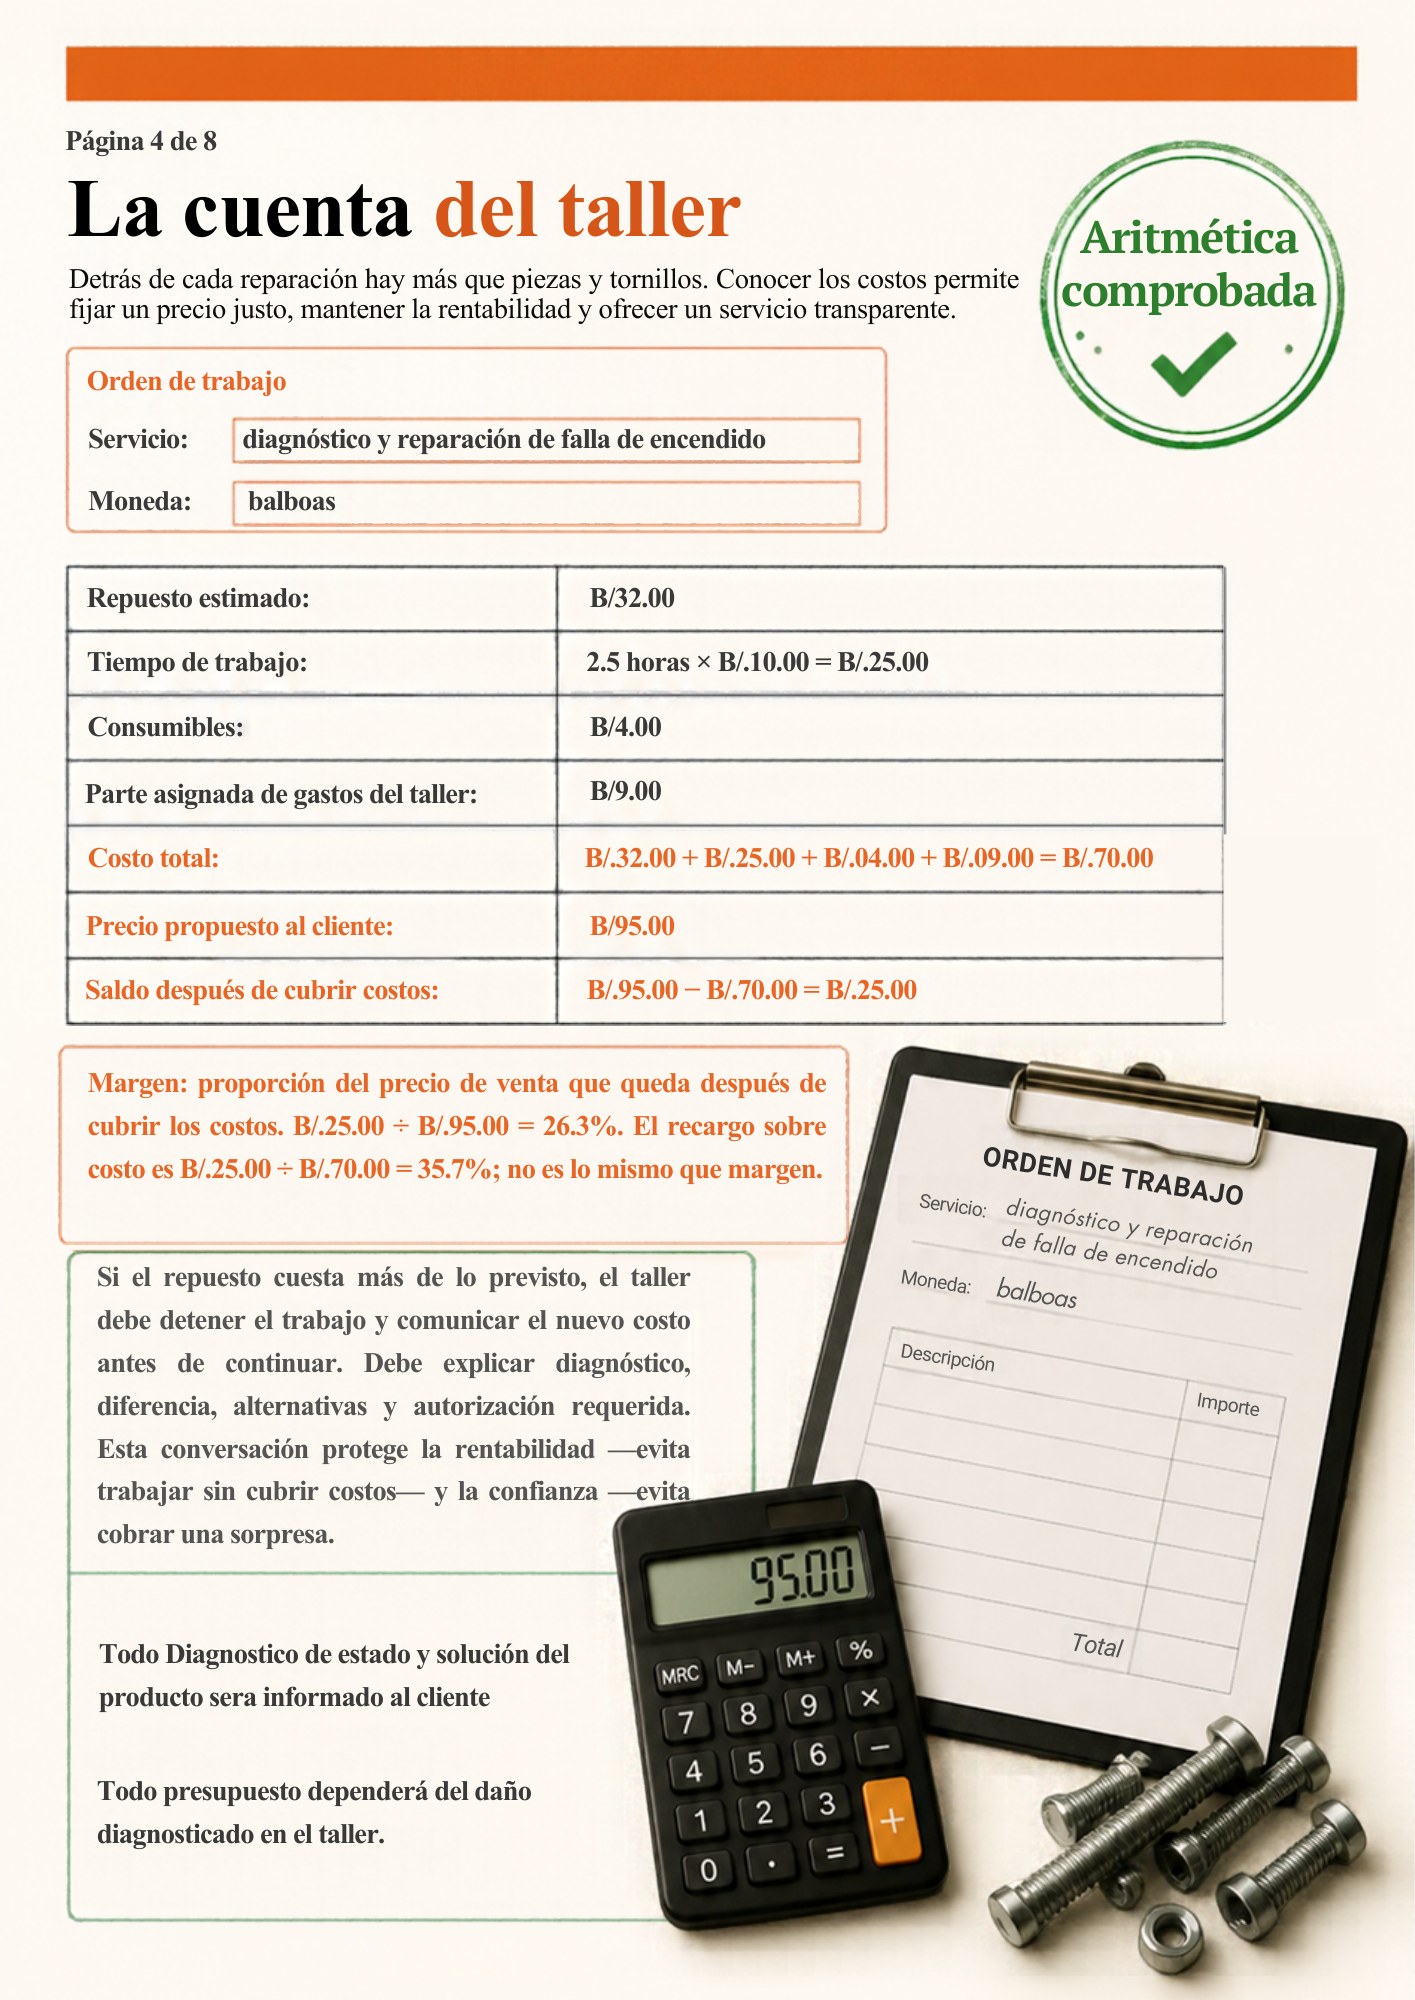 Página 4 de 8
La cuenta del taller
Detrás de cada reparación hay más que piezas y tornillos. Conocer los costos permite
fijar un precio justo, mantener la rentabilidad y ofrecer un servicio transparente.
Aritmética
comprobada
Orden de trabajo
Servicio: diagnóstico y reparación de falla de encendido
Moneda: balboas
Repuesto estimado: B/32.00
Tiempo de trabajo: 2.5 horas × B/.10.00 = B/.25.00
Consumibles: B/4.00
Parte asignada de gastos del taller: B/9.00
Costo total: B/.32.00 + B/.25.00 + B/.04.00 + B/.09.00 = B/.70.00
Precio propuesto al cliente: B/95.00
Saldo después de cubrir costos: B/.95.00 − B/.70.00 = B/.25.00
Margen: proporción del precio de venta que queda después de
cubrir los costos. B/.25.00 ÷ B/.95.00 = 26.3%. El recargo sobre
costo es B/.25.00 ÷ B/.70.00 = 35.7%; no es lo mismo que margen.
Si el repuesto cuesta más de lo previsto, el taller
debe detener el trabajo y comunicar el nuevo costo
antes de continuar. Debe explicar diagnóstico,
diferencia, alternativas y autorización requerida.
Esta conversación protege la rentabilidad —evita
trabajar sin cubrir costos— y la confianza —evita
cobrar una sorpresa.
Todo Diagnostico de estado y solución del
producto sera informado al cliente
Todo presupuesto dependerá del daño
diagnosticado en el taller.
ORDEN DE TRABAJO
Servicio: diagnóstico y reparación
de falla de encendido
Moneda: balboas
Descripción Importe
Total
95.00
MRC M− M+ %
7 8 9 ×
4 5 6 −
1 2 3 +
0 . =